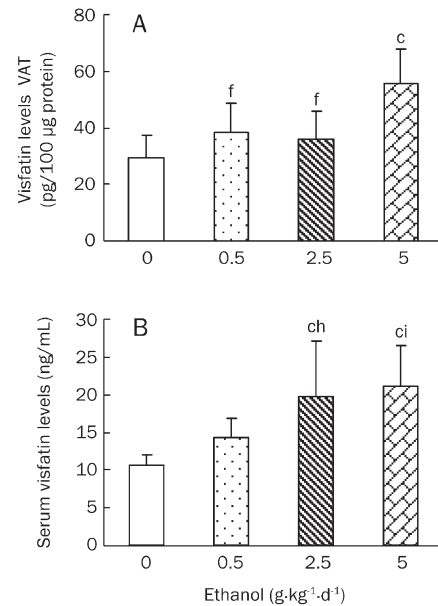 A
Visfatin levels VAT
(pg/100 μg protein)
80
60
40
20
0
f
f
c
0
0.5
2.5
5
B
Serum visfatin levels (ng/mL)
30
25
20
15
10
5
0
ch
ci
0
0.5
2.5
5
Ethanol (g·kg⁻¹·d⁻¹)